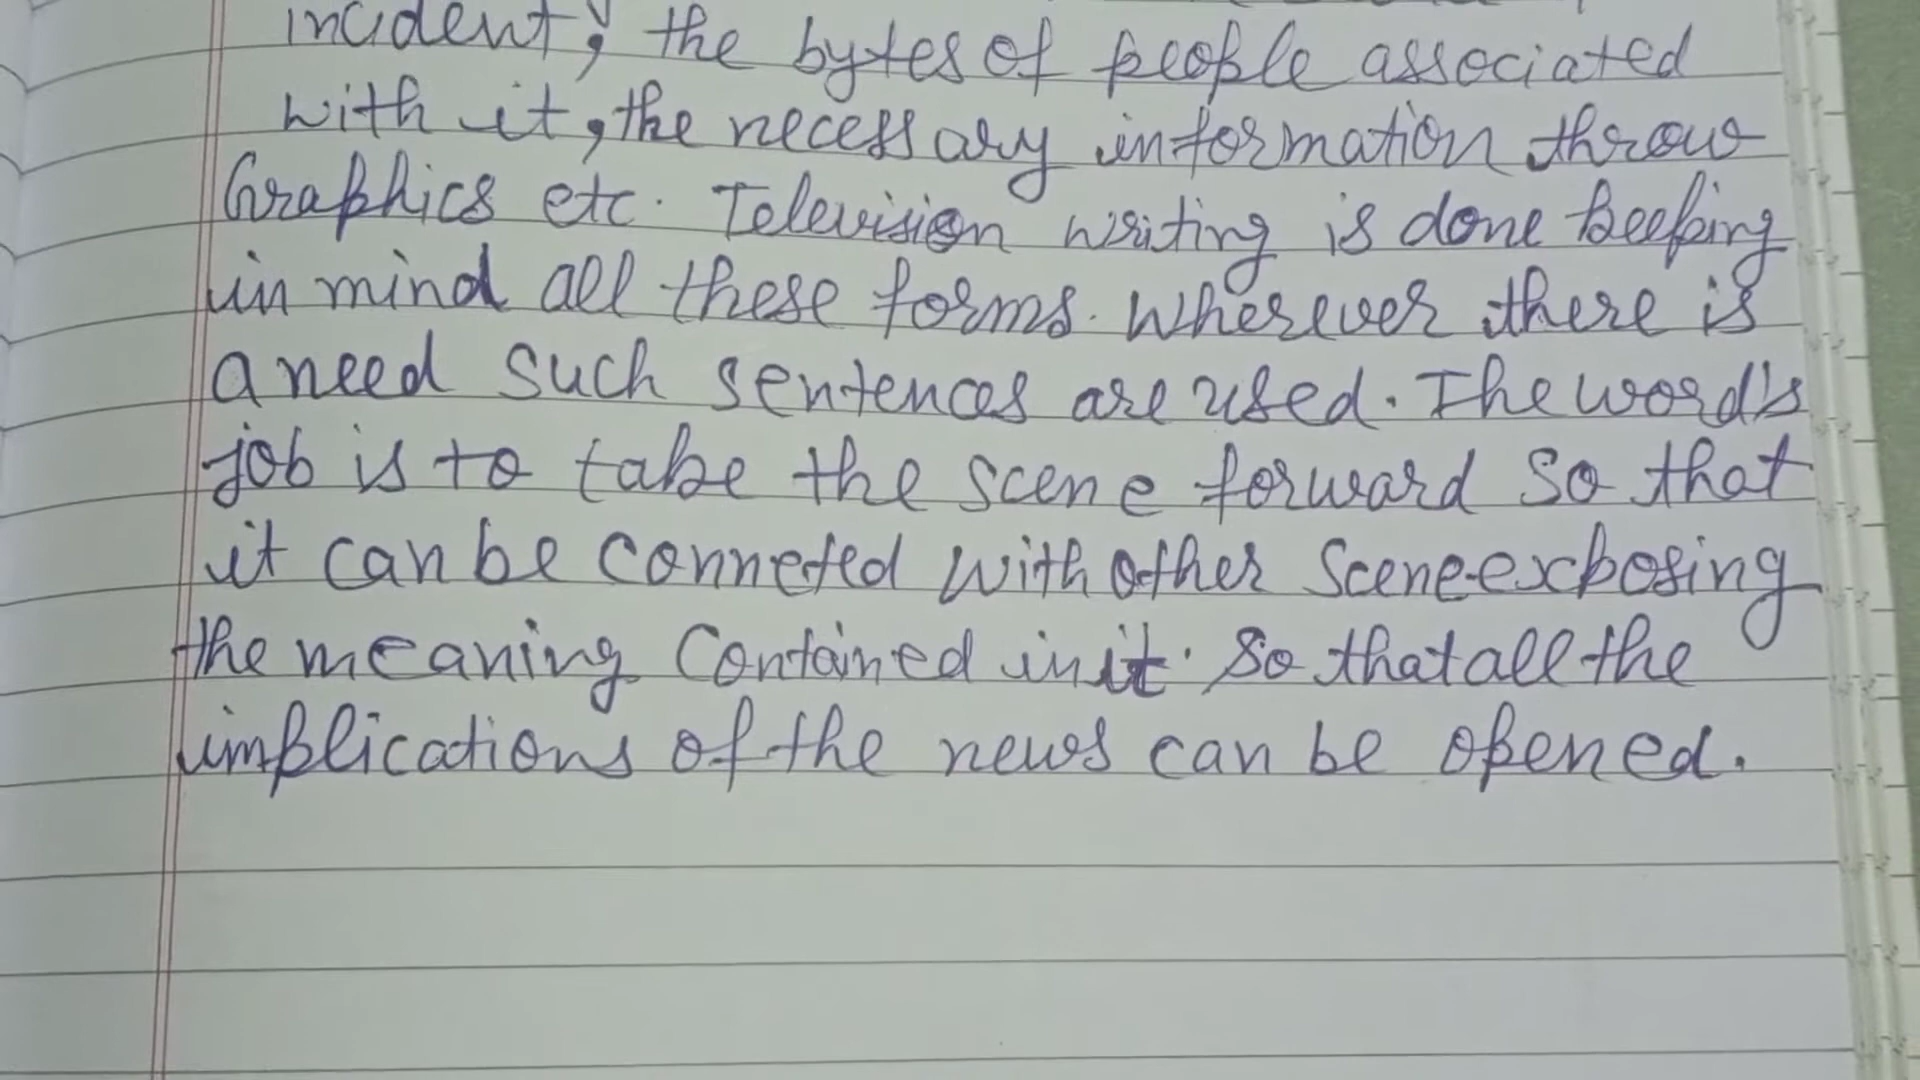 incident, the bytes of people associated
with it, the necessary information throw
Graphics etc. Television writing is done keeping
in mind all these forms. Wherever there is
a need such sentences are used. The word's
job is to take the scene forward so that
it can be conneted with other scene-exposing
the meaning contained in it. So that all the
implications of the news can be opened.